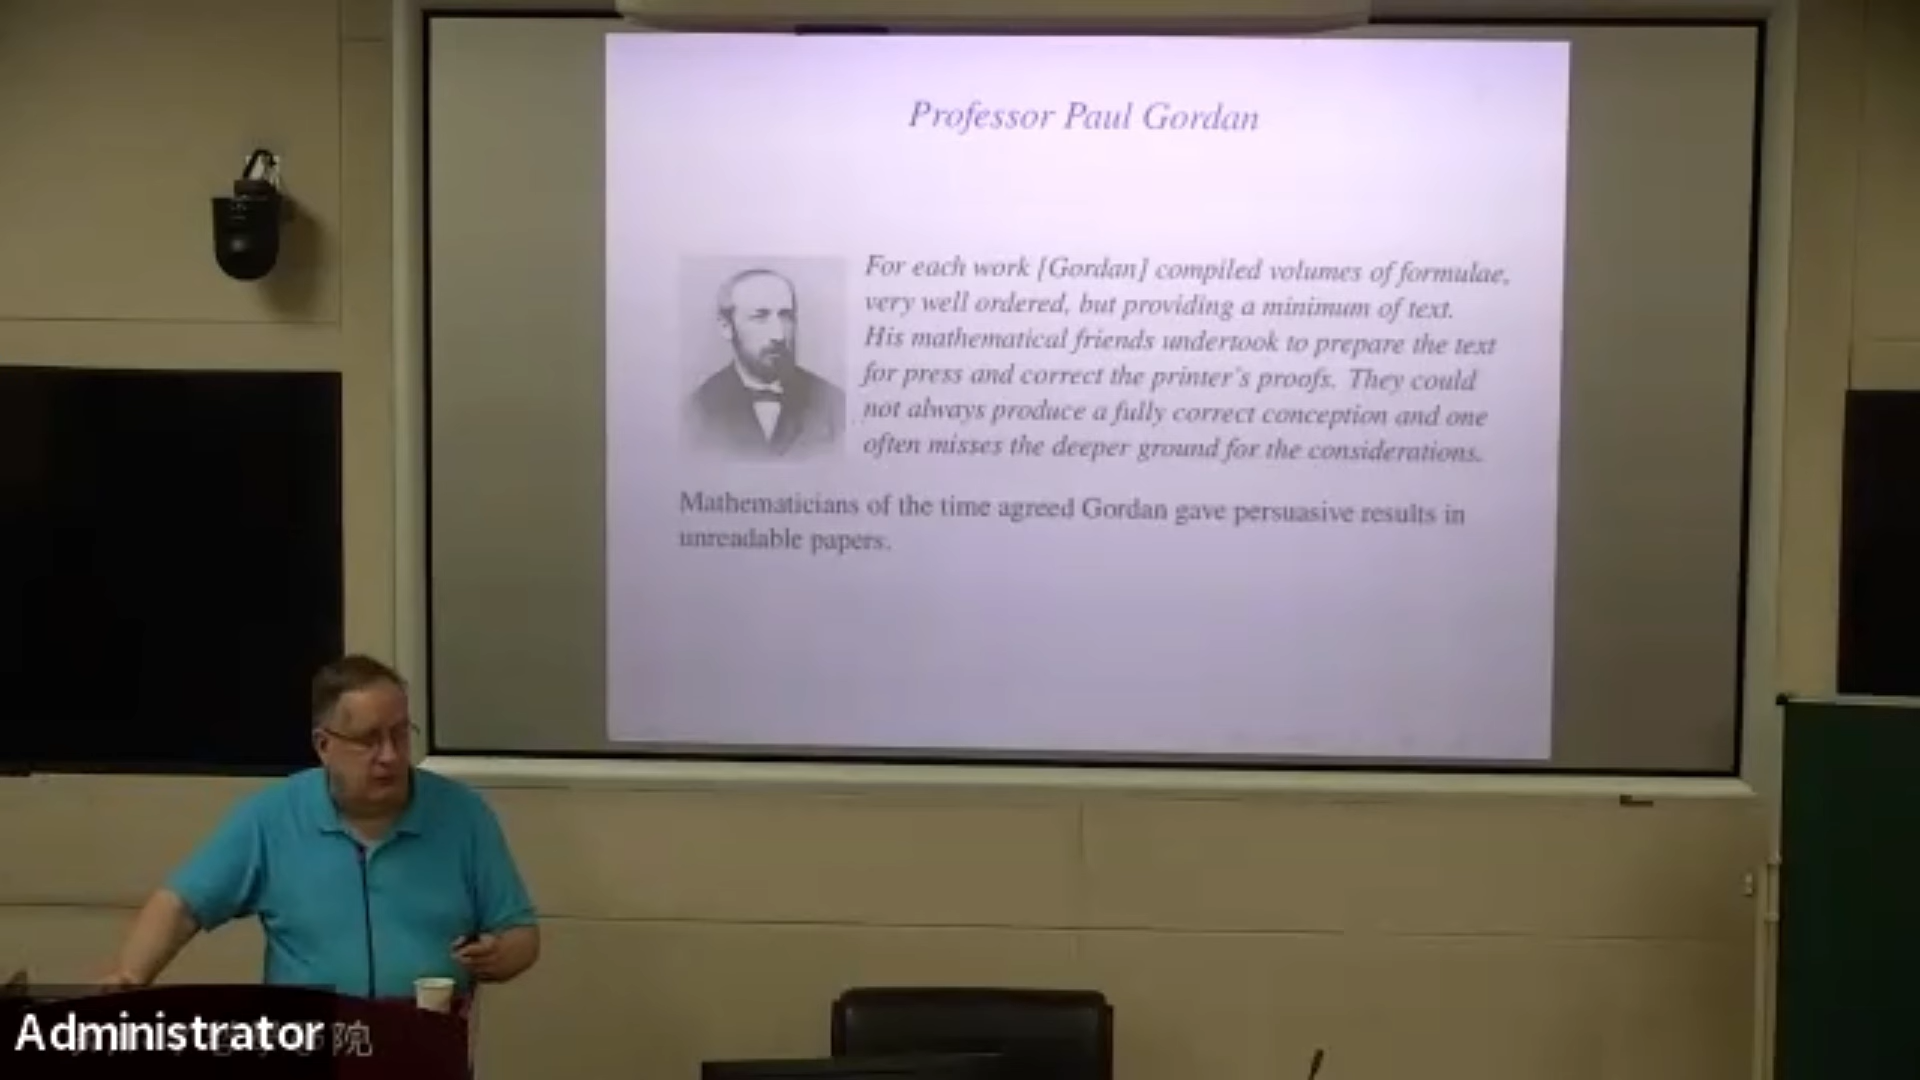 Professor Paul Gordan
For each work [Gordan] compiled volumes of formulae,
very well ordered, but providing a minimum of text.
His mathematical friends undertook to prepare the text
for press and correct the printer's proofs. They could
not always produce a fully correct conception and one
often misses the deeper ground for the considerations.
Mathematicians of the time agreed Gordan gave persuasive results in
unreadable papers.
Administrator
院